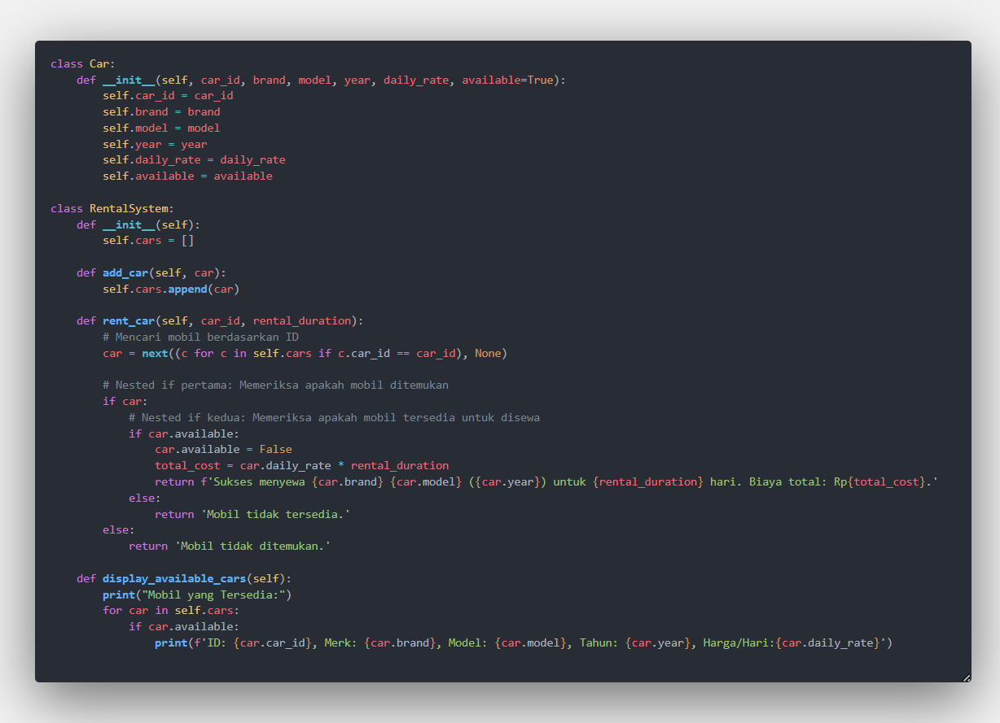 class Car:
    def __init__(self, car_id, brand, model, year, daily_rate, available=True):
        self.car_id = car_id
        self.brand = brand
        self.model = model
        self.year = year
        self.daily_rate = daily_rate
        self.available = available

class RentalSystem:
    def __init__(self):
        self.cars = []

    def add_car(self, car):
        self.cars.append(car)

    def rent_car(self, car_id, rental_duration):
        # Mencari mobil berdasarkan ID
        car = next((c for c in self.cars if c.car_id == car_id), None)

        # Nested if pertama: Memeriksa apakah mobil ditemukan
        if car:
            # Nested if kedua: Memeriksa apakah mobil tersedia untuk disewa
            if car.available:
                car.available = False
                total_cost = car.daily_rate * rental_duration
                return f'Sukses menyewa {car.brand} {car.model} ({car.year}) untuk {rental_duration} hari. Biaya total: Rp{total_cost}.'
            else:
                return 'Mobil tidak tersedia.'
        else:
            return 'Mobil tidak ditemukan.'

    def display_available_cars(self):
        print("Mobil yang Tersedia:")
        for car in self.cars:
            if car.available:
                print(f'ID: {car.car_id}, Merk: {car.brand}, Model: {car.model}, Tahun: {car.year}, Harga/Hari:{car.daily_rate}')